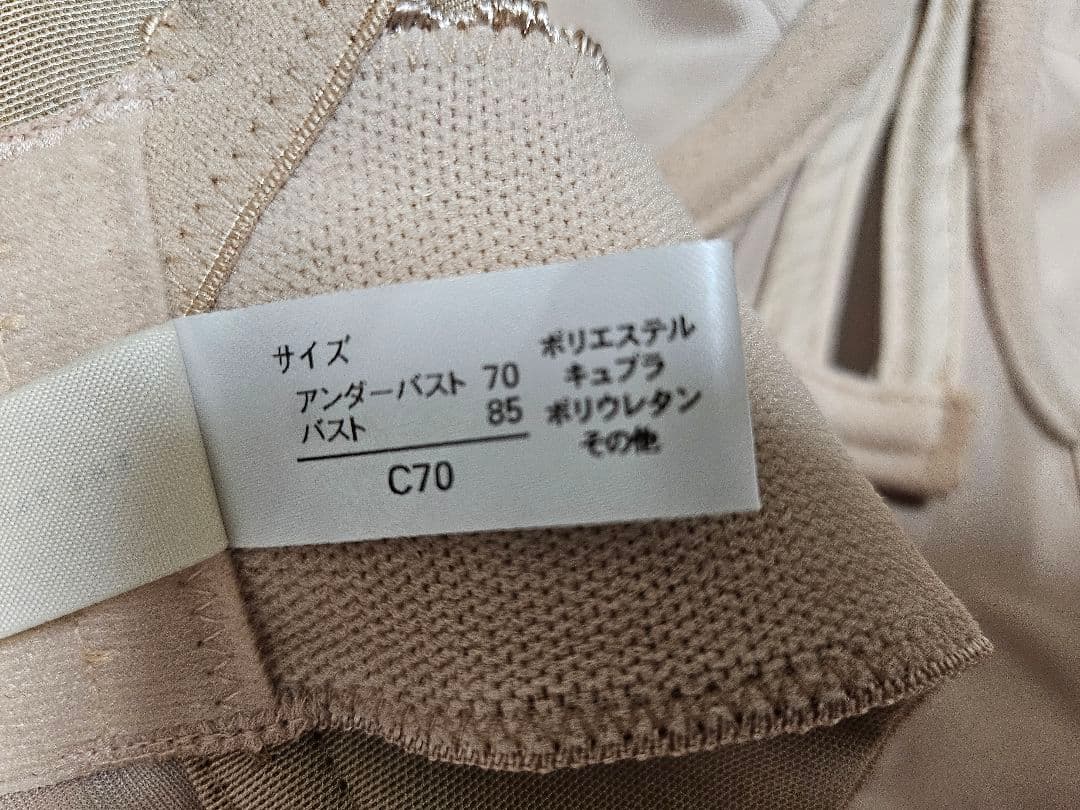 サイズ
アンダーバスト 70
バスト 85
C70
ポリエステル
キュプラ
ポリウレタン
その他